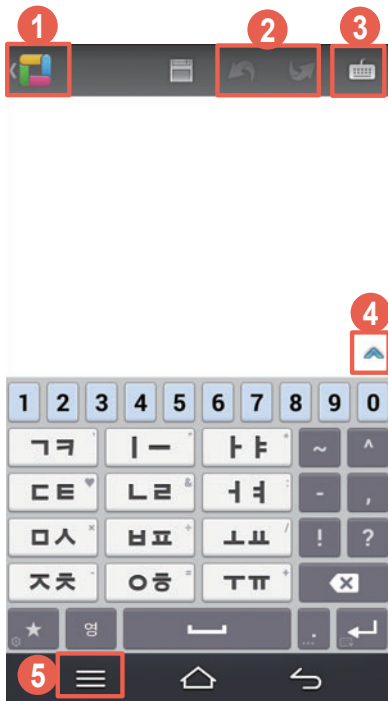 1 2 3
4
1 2 3 4 5 6 7 8 9 0
ㄱㅋ ' ㅣㅡ " ㅏㅑ * ~ ^
ㄷㅌ ♥ ㄴㄹ & ㅓㅕ : - ,
ㅁㅅ × ㅂㅍ ÷ ㅗㅛ / ! ?
ㅈㅊ - ㅇㅎ = ㅜㅠ +
★ 영 . ...
5